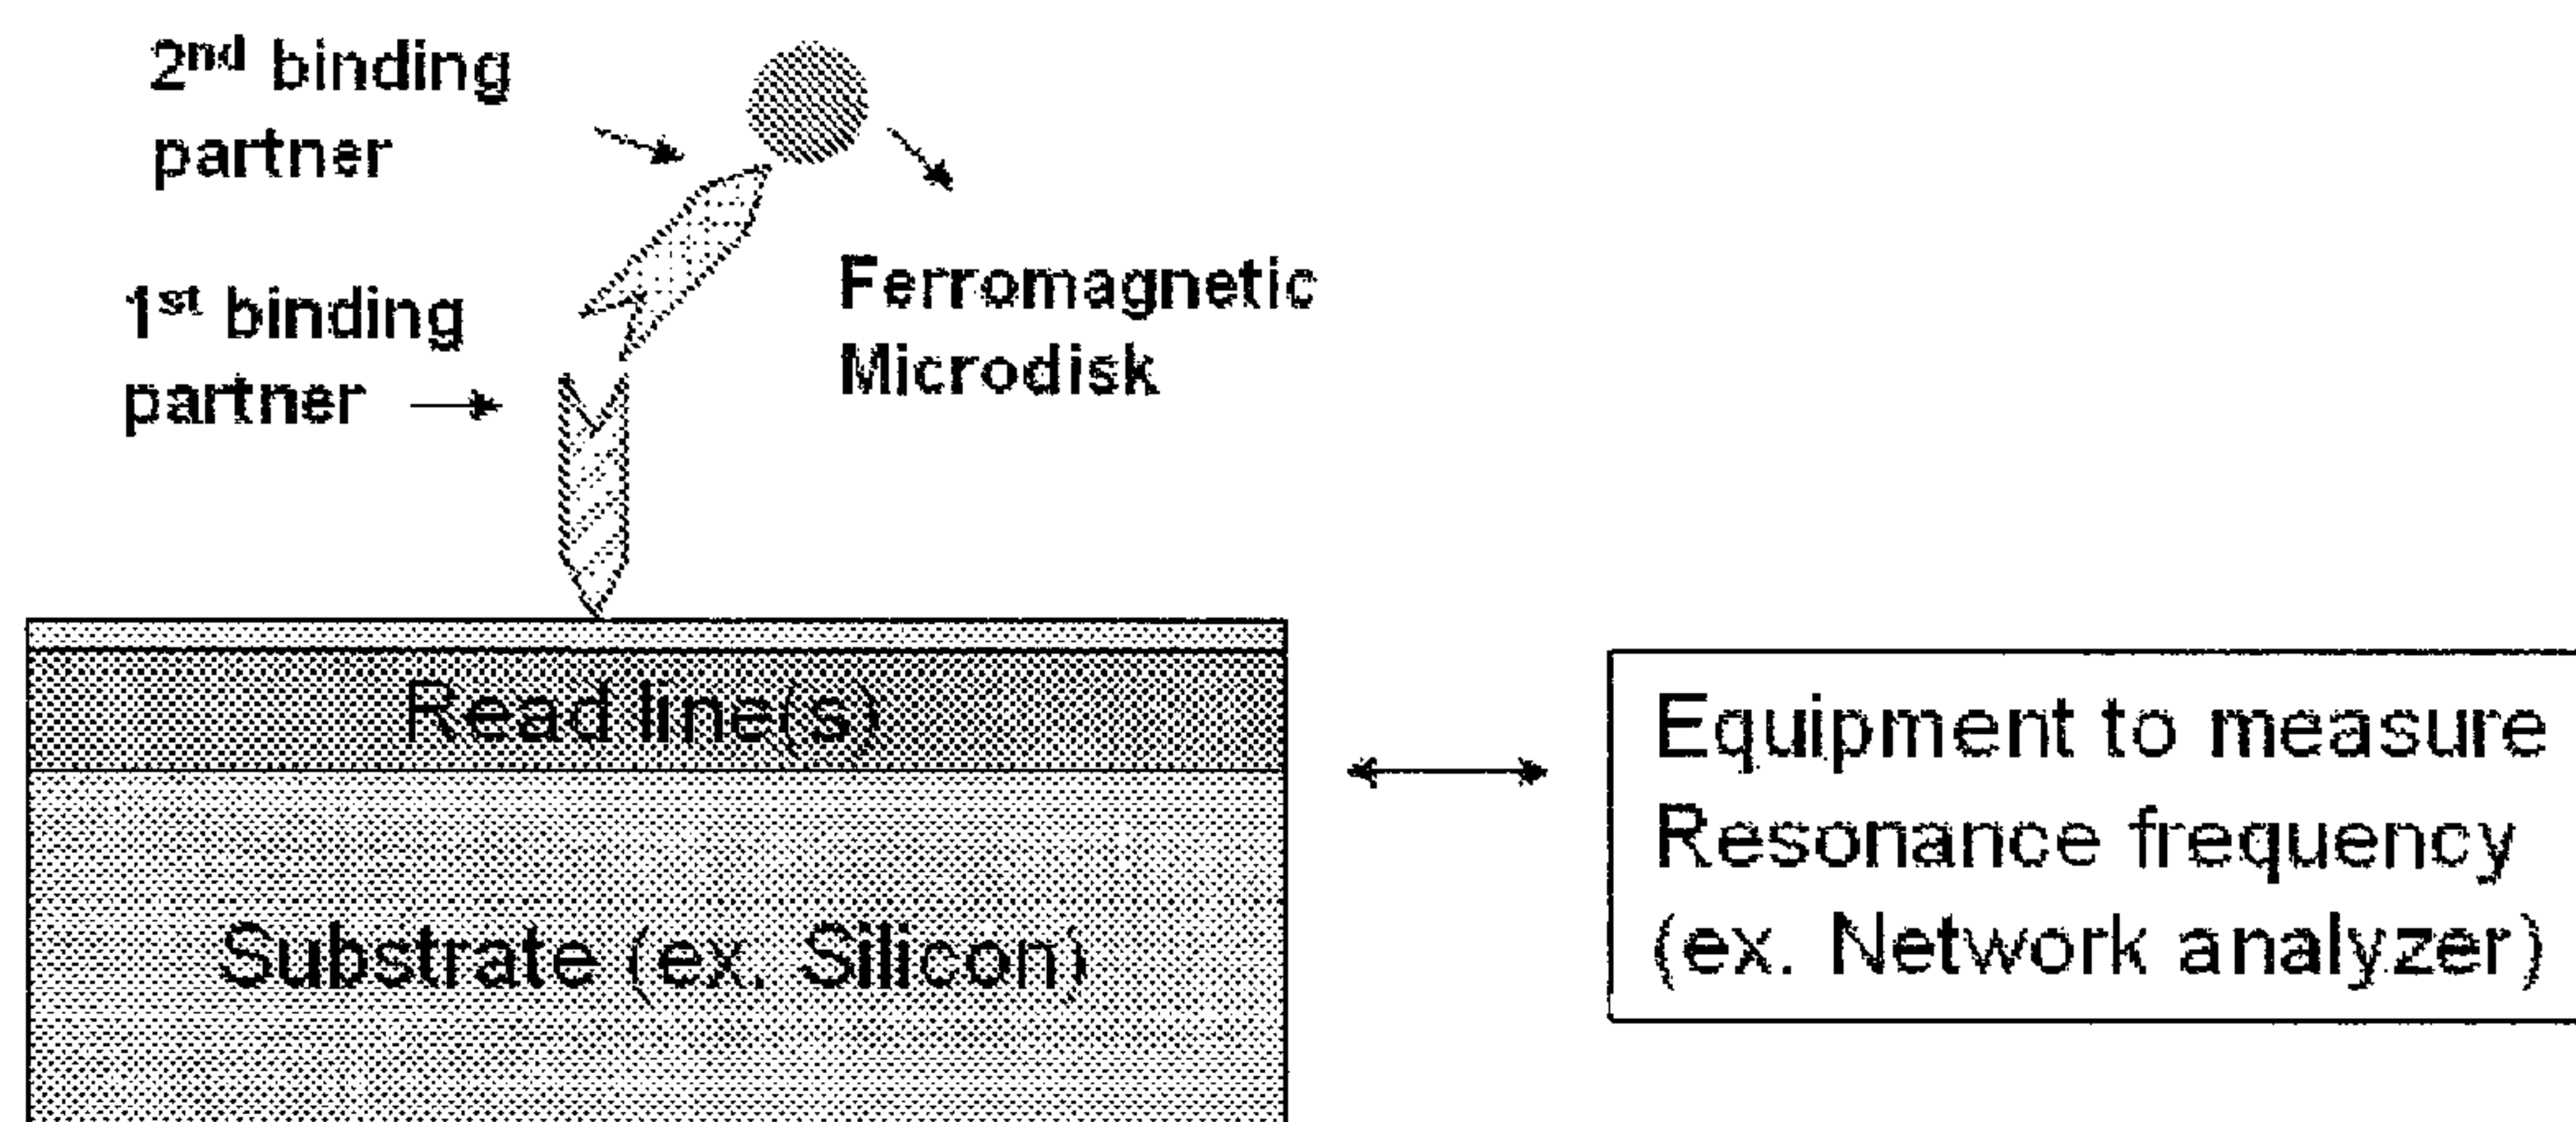 2nd binding
partner
1st binding
partner
Ferromagnetic
Microdisk
Read line(s)
Substrate (ex. Silicon)
Equipment to measure
Resonance frequency
(ex. Network analyzer)